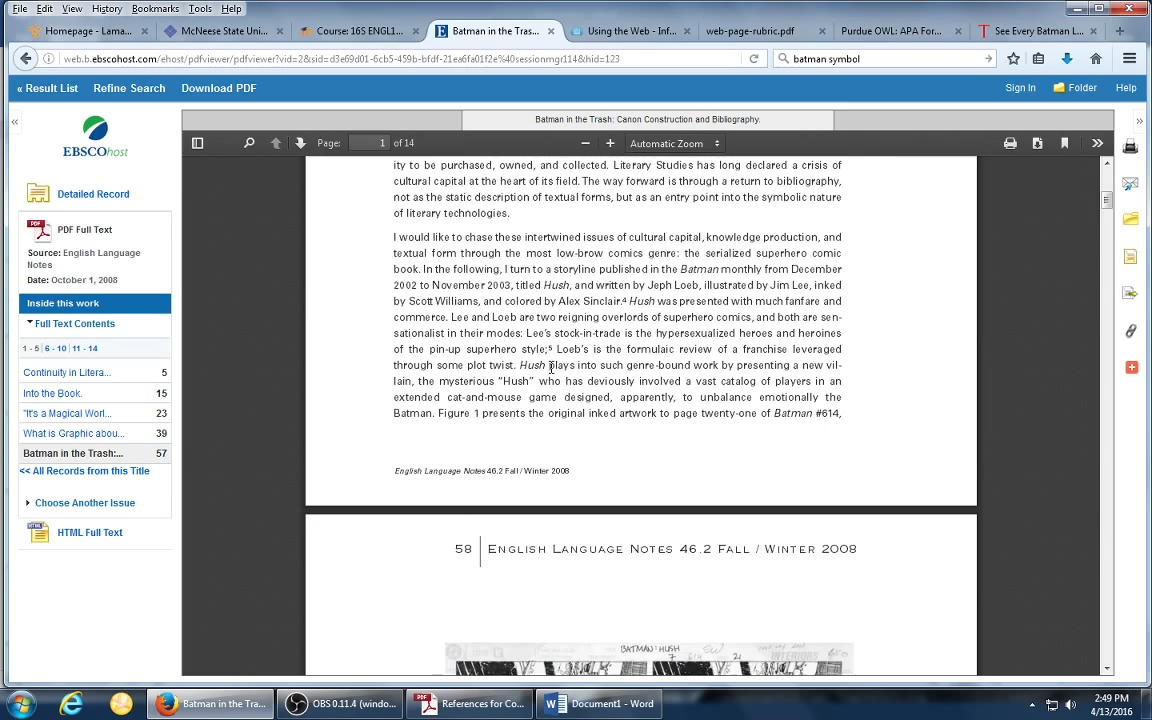 File Edit View History Bookmarks Tools Help
Homepage - Lama... McNeese State Uni... Course: 16S ENGL1... Batman in the Tras... Using the Web - Inf... web-page-rubric.pdf Purdue OWL: APA For... See Every Batman L...
web.b.ebscohost.com/ehost/pdfviewer/pdfviewer?vid=2&sid=d3e69d01-6cb5-459b-bfdf-21ea6fa01f2e%40sessionmgr114&hid=123 batman symbol
« Result List Refine Search Download PDF Sign In Folder Help
Batman in the Trash: Canon Construction and Bibliography.
Page: 1 of 14 Automatic Zoom
EBSCOhost
Detailed Record
PDF Full Text
Source: English Language
Notes
Date: October 1, 2008
Inside this work
Full Text Contents
1 - 5 6 - 10 11 - 14
Continuity in Litera... 5
Into the Book. 15
"It's a Magical Worl... 23
What is Graphic abou... 39
Batman in the Trash:... 57
<< All Records from this Title
Choose Another Issue
HTML Full Text
ity to be purchased, owned, and collected. Literary Studies has long declared a crisis of
cultural capital at the heart of its field. The way forward is through a return to bibliography,
not as the static description of textual forms, but as an entry point into the symbolic nature
of literary technologies.
I would like to chase these intertwined issues of cultural capital, knowledge production, and
textual form through the most low-brow comics genre: the serialized superhero comic
book. In the following, I turn to a storyline published in the Batman monthly from December
2002 to November 2003, titled Hush, and written by Jeph Loeb, illustrated by Jim Lee, inked
by Scott Williams, and colored by Alex Sinclair.4 Hush was presented with much fanfare and
commerce. Lee and Loeb are two reigning overlords of superhero comics, and both are sen-
sationalist in their modes: Lee's stock-in-trade is the hypersexualized heroes and heroines
of the pin-up superhero style;5 Loeb's is the formulaic review of a franchise leveraged
through some plot twist. Hush plays into such genre-bound work by presenting a new vil-
lain, the mysterious "Hush" who has deviously involved a vast catalog of players in an
extended cat-and-mouse game designed, apparently, to unbalance emotionally the
Batman. Figure 1 presents the original inked artwork to page twenty-one of Batman #614,
English Language Notes 46.2 Fall / Winter 2008
58 English Language Notes 46.2 Fall / Winter 2008
BATMAN: HUSH
7 21 INTERIORS
Batman in the Tra... OBS 0.11.4 (windo... References for Co... Document1 - Word
2:49 PM
4/13/2016